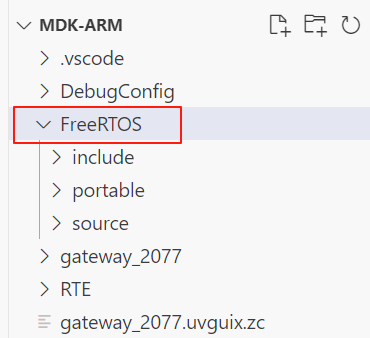 MDK-ARM
.vscode
DebugConfig
FreeRTOS
include
portable
source
gateway_2077
RTE
gateway_2077.uvguix.zc